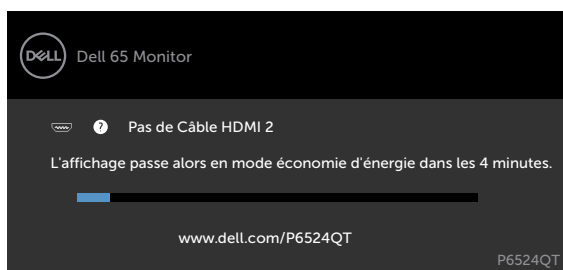 DELL
Dell 65 Monitor
? Pas de Câble HDMI 2
L'affichage passe alors en mode économie d'énergie dans les 4 minutes.
www.dell.com/P6524QT
P6524QT